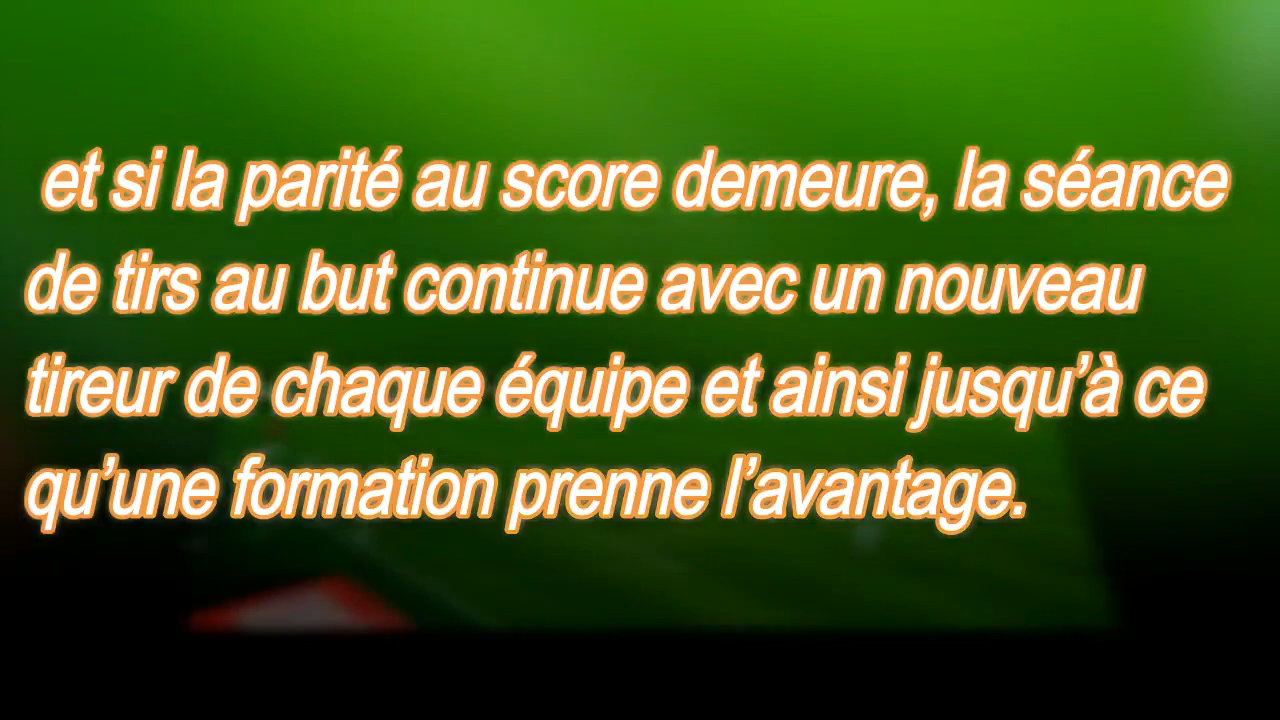 et si la parité au score demeure, la séance
de tirs au but continue avec un nouveau
tireur de chaque équipe et ainsi jusqu’à ce
qu’une formation prenne l’avantage.